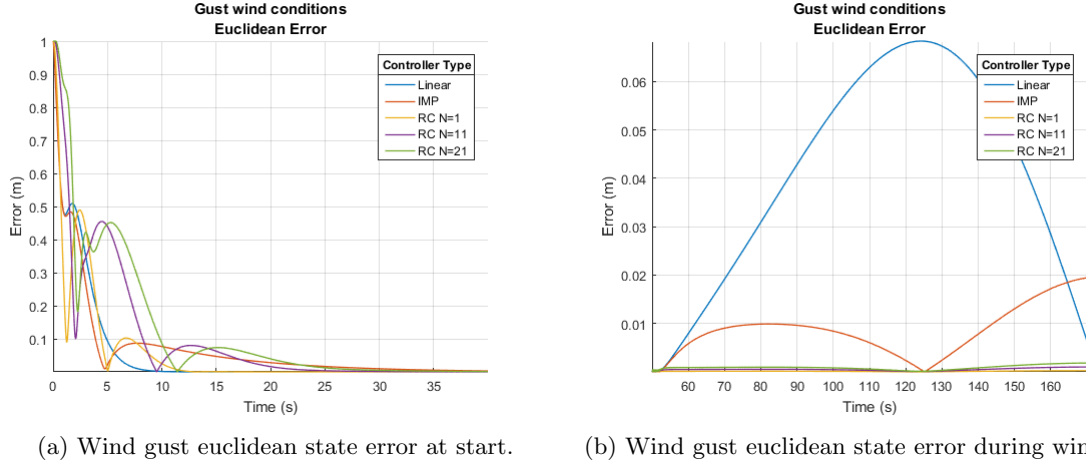 Gust wind conditions
Euclidean Error
Error (m)
1
0.9
0.8
0.7
0.6
0.5
0.4
0.3
0.2
0.1
Controller Type
Linear
IMP
RC N=1
RC N=11
RC N=21
0 5 10 15 20 25 30 35
Time (s)
(a) Wind gust euclidean state error at start.
Gust wind conditions
Euclidean Error
Error (m)
0.06
0.05
0.04
0.03
0.02
0.01
Controller Type
Linear
IMP
RC N=1
RC N=11
RC N=21
60 70 80 90 100 110 120 130 140 150 160
Time (s)
(b) Wind gust euclidean state error during win